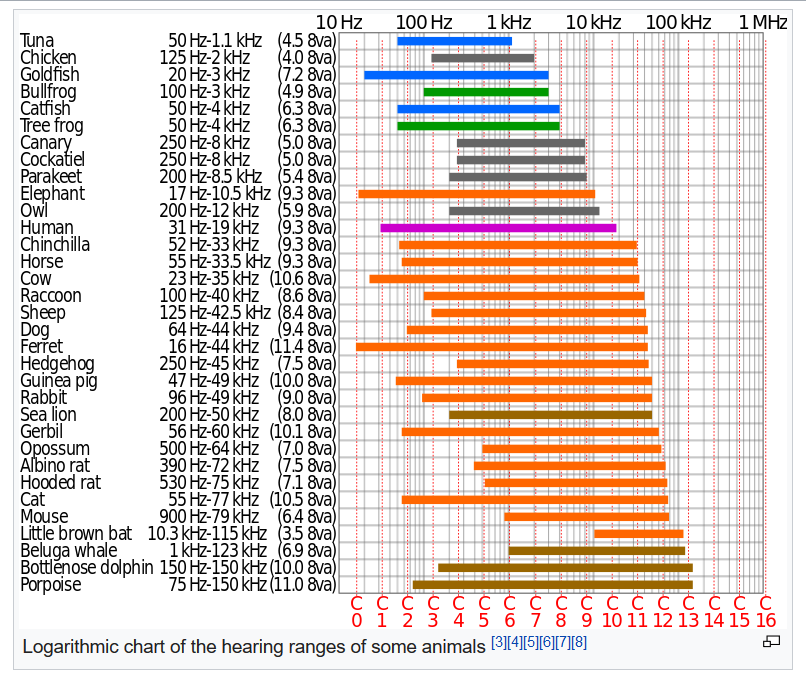 10 Hz 100 Hz 1 kHz 10 kHz 100 kHz 1 MHz
Tuna 50 Hz-1.1 kHz (4.5 8va)
Chicken 125 Hz-2 kHz (4.0 8va)
Goldfish 20 Hz-3 kHz (7.2 8va)
Bullfrog 100 Hz-3 kHz (4.9 8va)
Catfish 50 Hz-4 kHz (6.3 8va)
Tree frog 50 Hz-4 kHz (6.3 8va)
Canary 250 Hz-8 kHz (5.0 8va)
Cockatiel 250 Hz-8 kHz (5.0 8va)
Parakeet 200 Hz-8.5 kHz (5.4 8va)
Elephant 17 Hz-10.5 kHz (9.3 8va)
Owl 200 Hz-12 kHz (5.9 8va)
Human 31 Hz-19 kHz (9.3 8va)
Chinchilla 52 Hz-33 kHz (9.3 8va)
Horse 55 Hz-33.5 kHz (9.3 8va)
Cow 23 Hz-35 kHz (10.6 8va)
Raccoon 100 Hz-40 kHz (8.6 8va)
Sheep 125 Hz-42.5 kHz (8.4 8va)
Dog 64 Hz-44 kHz (9.4 8va)
Ferret 16 Hz-44 kHz (11.4 8va)
Hedgehog 250 Hz-45 kHz (7.5 8va)
Guinea pig 47 Hz-49 kHz (10.0 8va)
Rabbit 96 Hz-49 kHz (9.0 8va)
Sea lion 200 Hz-50 kHz (8.0 8va)
Gerbil 56 Hz-60 kHz (10.1 8va)
Opossum 500 Hz-64 kHz (7.0 8va)
Albino rat 390 Hz-72 kHz (7.5 8va)
Hooded rat 530 Hz-75 kHz (7.1 8va)
Cat 55 Hz-77 kHz (10.5 8va)
Mouse 900 Hz-79 kHz (6.4 8va)
Little brown bat 10.3 kHz-115 kHz (3.5 8va)
Beluga whale 1 kHz-123 kHz (6.9 8va)
Bottlenose dolphin 150 Hz-150 kHz (10.0 8va)
Porpoise 75 Hz-150 kHz (11.0 8va)
C C C C C C C C C C C C C C C C C
0 1 2 3 4 5 6 7 8 9 10 11 12 13 14 15 16
Logarithmic chart of the hearing ranges of some animals [3][4][5][6][7][8]